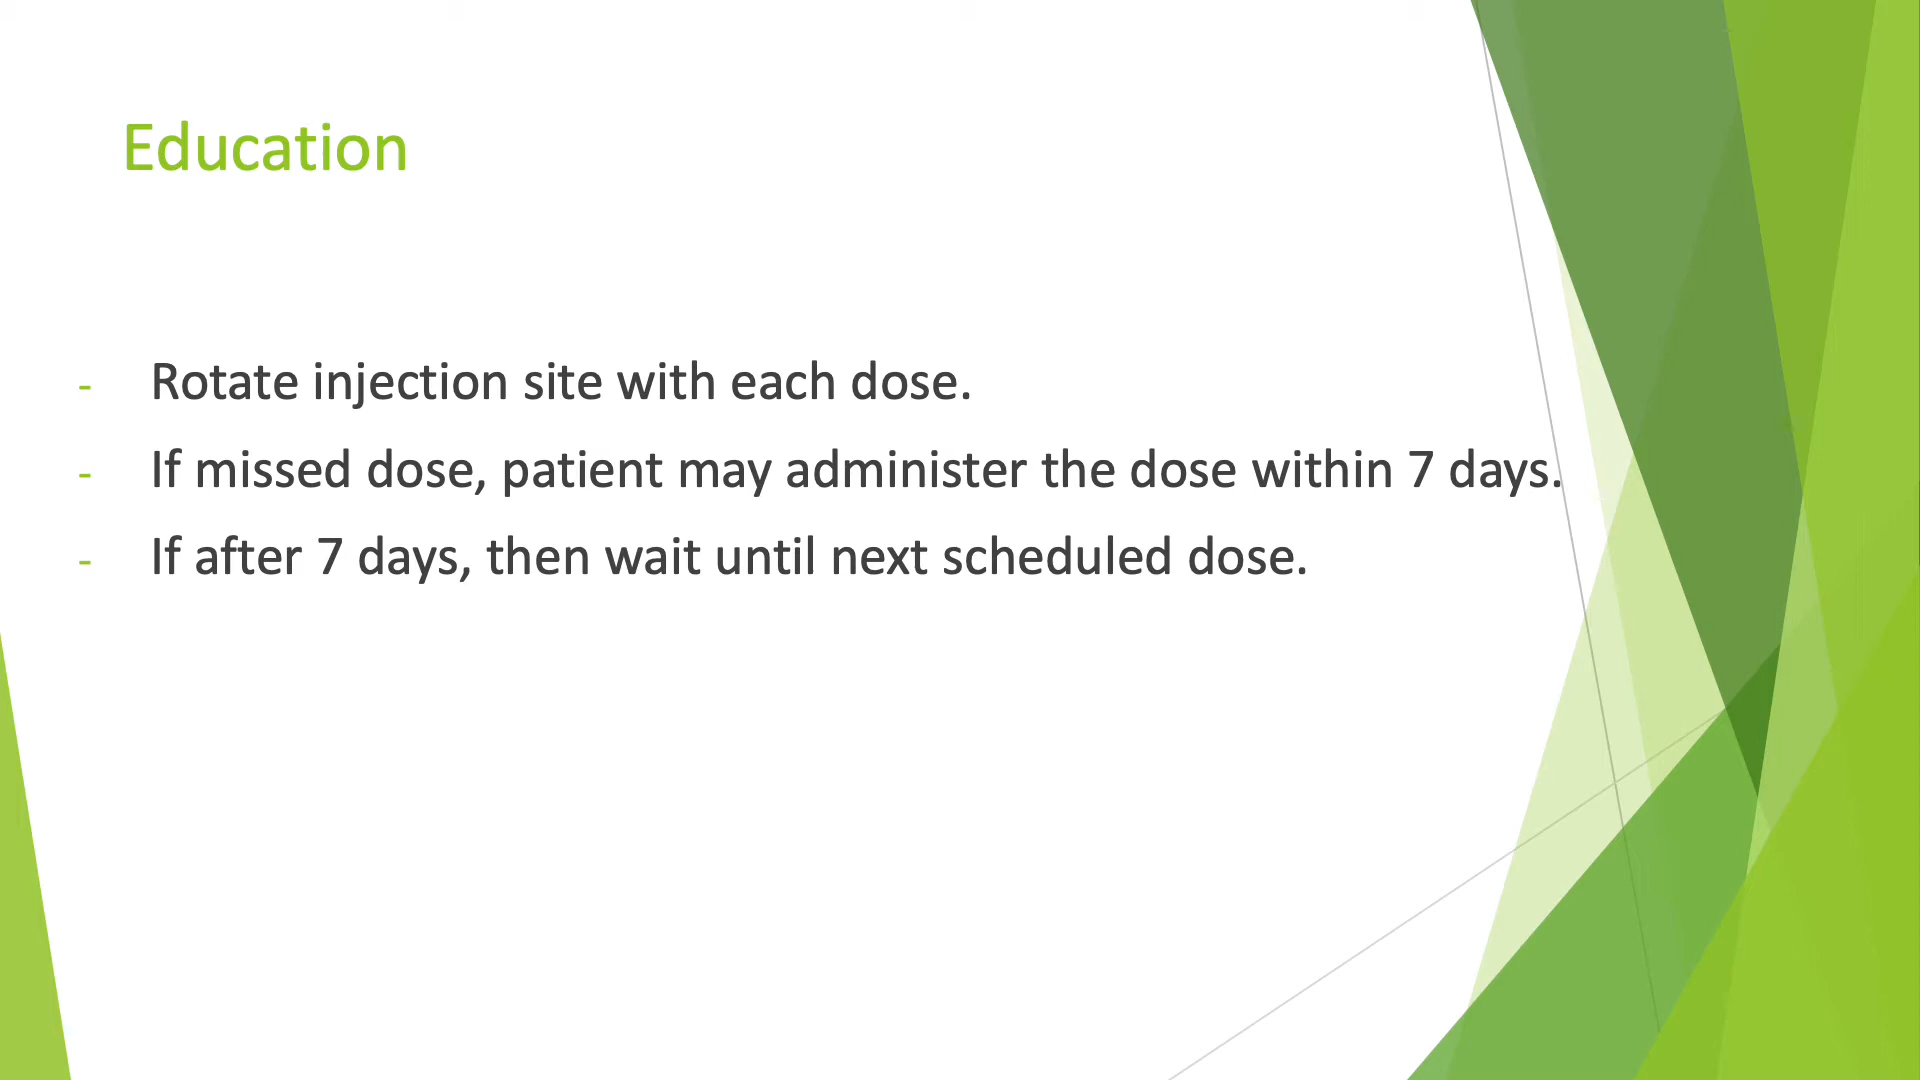 Education
- Rotate injection site with each dose.
- If missed dose, patient may administer the dose within 7 days.
- If after 7 days, then wait until next scheduled dose.